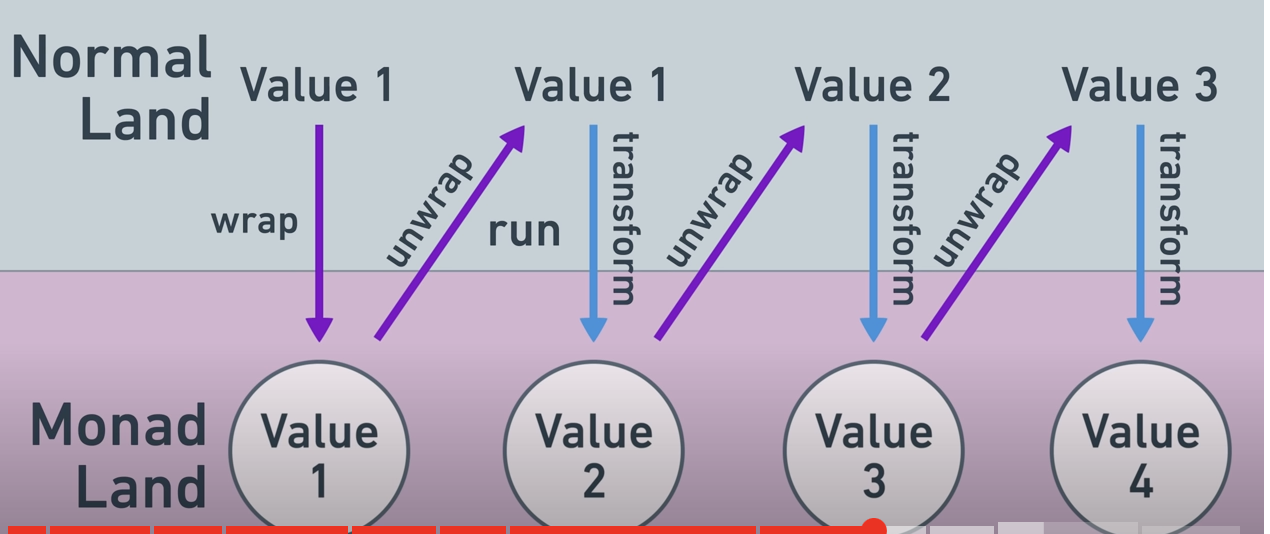 Normal
Land
Value 1
Value 1
Value 2
Value 3
wrap
unwrap
run
transform
unwrap
transform
unwrap
transform
Monad
Land
Value
1
Value
2
Value
3
Value
4